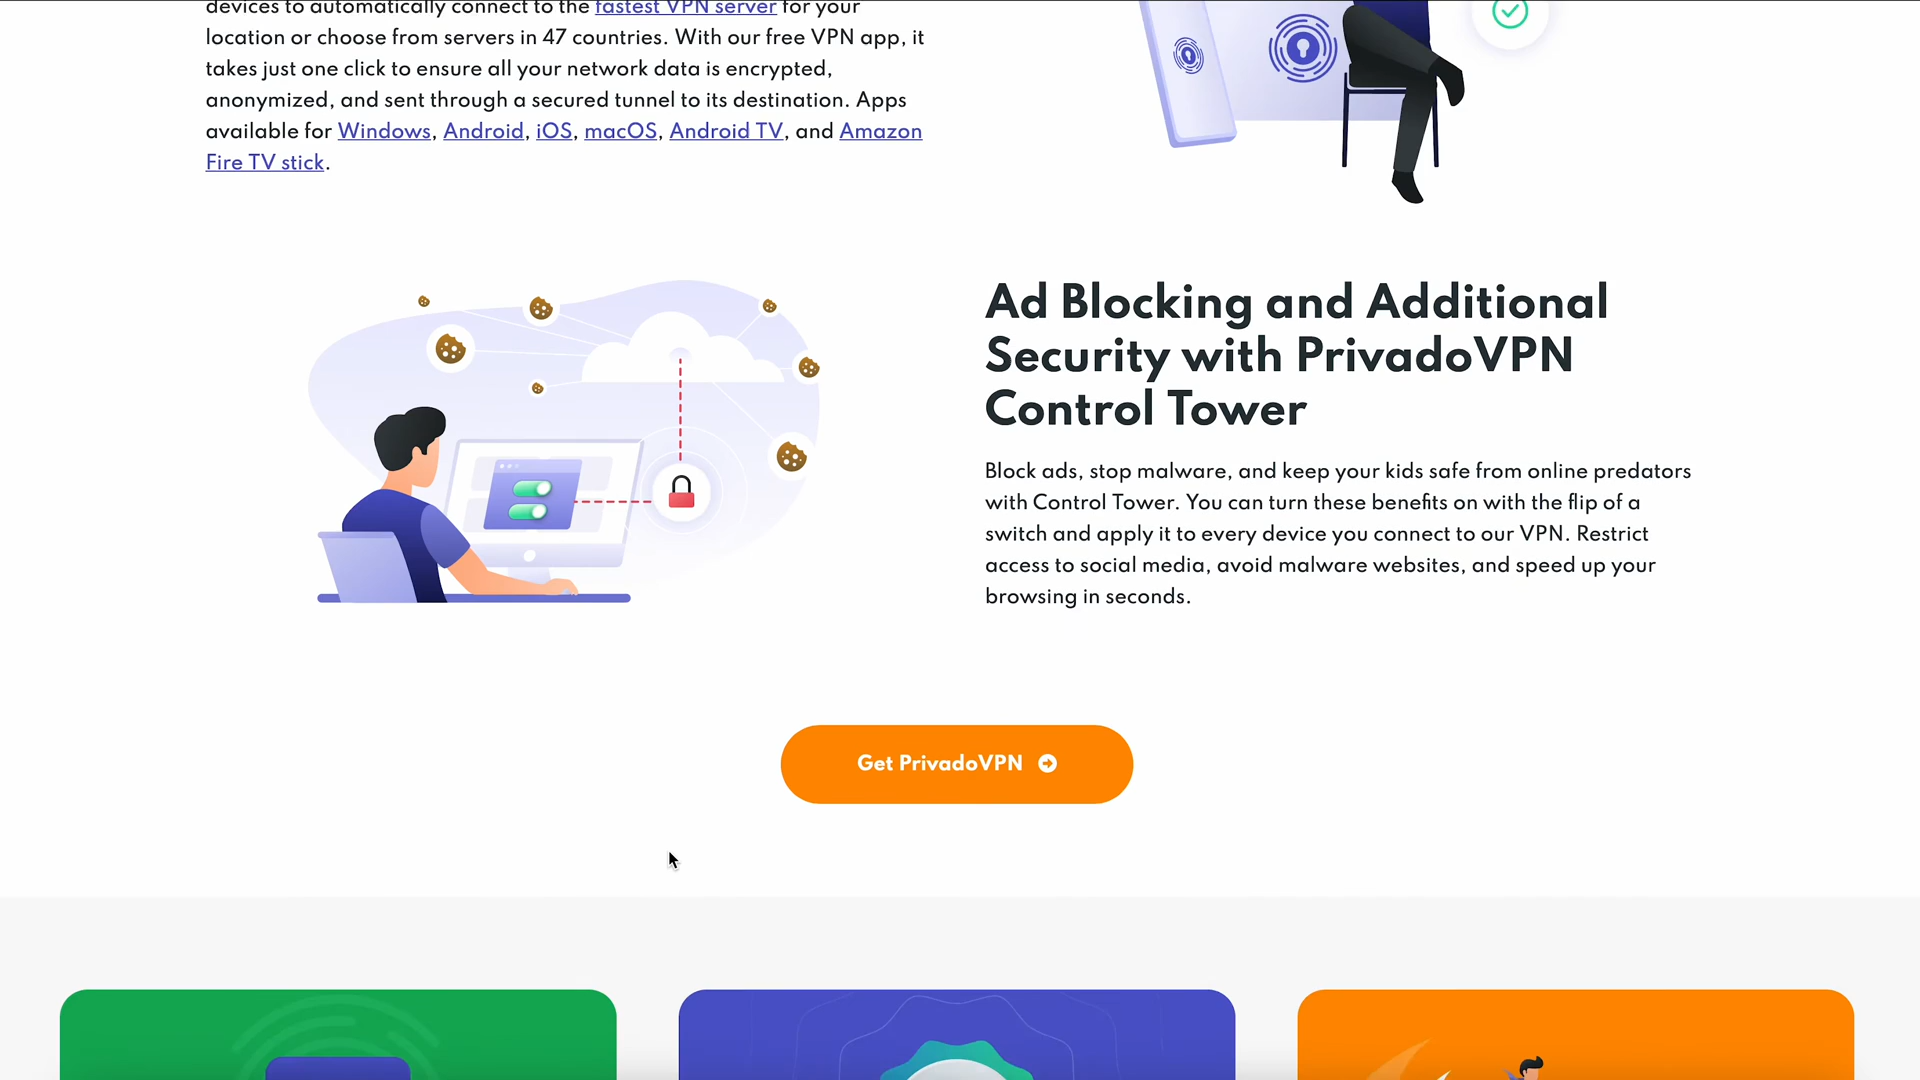 devices to automatically connect to the fastest VPN server for your
location or choose from servers in 47 countries. With our free VPN app, it
takes just one click to ensure all your network data is encrypted,
anonymized, and sent through a secured tunnel to its destination. Apps
available for Windows, Android, iOS, macOS, Android TV, and Amazon
Fire TV stick.
Ad Blocking and Additional
Security with PrivadoVPN
Control Tower
Block ads, stop malware, and keep your kids safe from online predators
with Control Tower. You can turn these benefits on with the flip of a
switch and apply it to every device you connect to our VPN. Restrict
access to social media, avoid malware websites, and speed up your
browsing in seconds.
Get PrivadoVPN